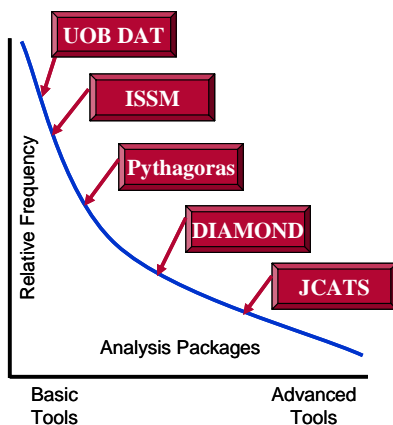 UOB DAT
ISSM
Pythagoras
DIAMOND
JCATS
Relative Frequency
Analysis Packages
Basic
Tools
Advanced
Tools